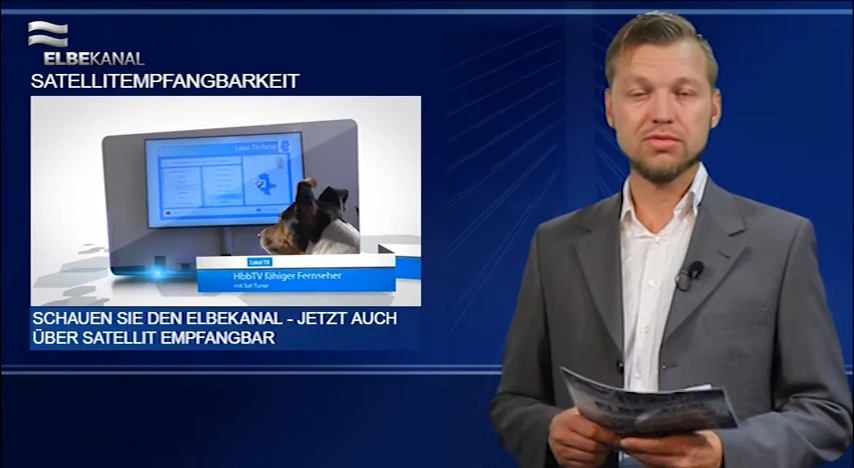 ELBEKANAL
SATELLITEMPFANGBARKEIT
Lokal TV-Portal
Lokal TV
HbbTV fähiger Fernseher
mit Sat Tuner
SCHAUEN SIE DEN ELBEKANAL - JETZT AUCH
ÜBER SATELLIT EMPFANGBAR